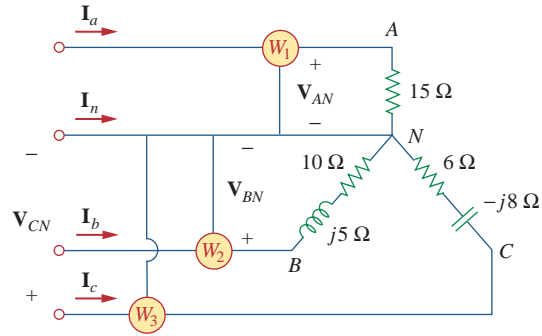 I_a
W_1
A
+
V_AN
15 Ω
I_n
−
−
−
N
10 Ω
6 Ω
V_BN
−j8 Ω
V_CN
I_b
W_2
+
j5 Ω
B
C
+
I_c
W_3